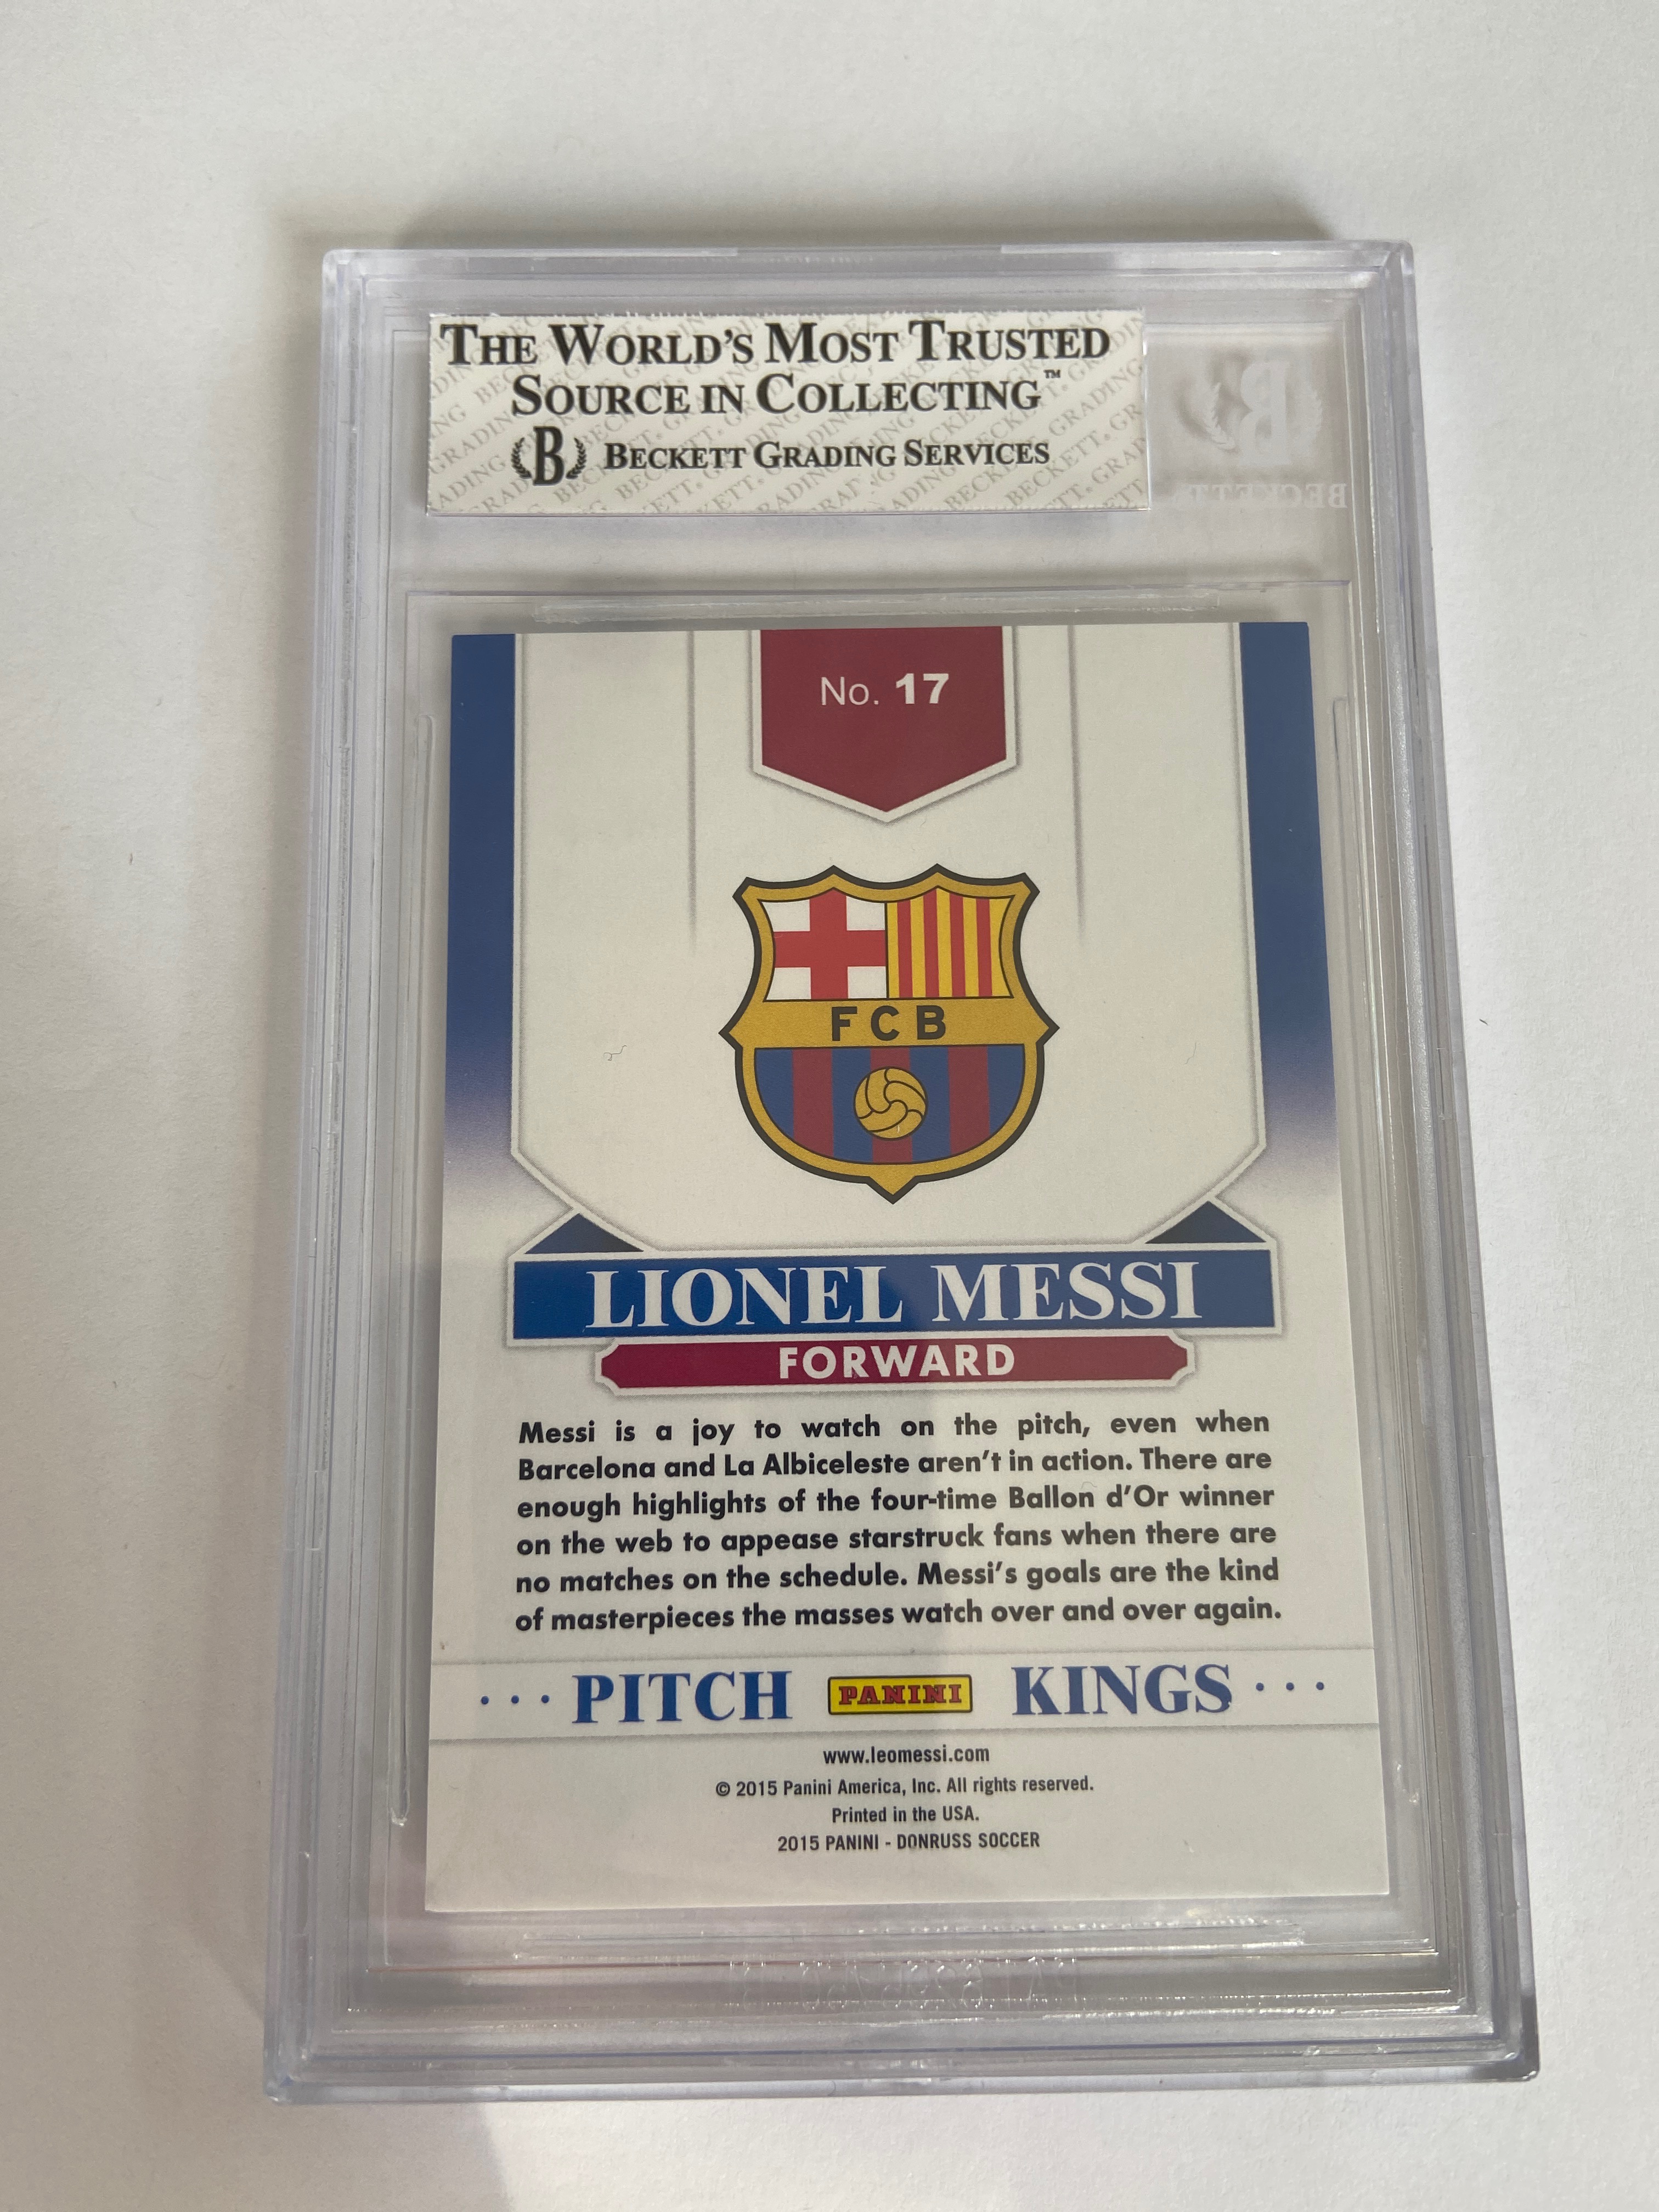 THE WORLD'S MOST TRUSTED
SOURCE IN COLLECTING™
B BECKETT GRADING SERVICES
BECKETT
No. 17
FCB
LIONEL MESSI
FORWARD
Messi is a joy to watch on the pitch, even when
Barcelona and La Albiceleste aren't in action. There are
enough highlights of the four-time Ballon d'Or winner
on the web to appease starstruck fans when there are
no matches on the schedule. Messi's goals are the kind
of masterpieces the masses watch over and over again.
··· PITCH PANINI KINGS ···
www.leomessi.com
© 2015 Panini America, Inc. All rights reserved.
Printed in the USA.
2015 PANINI - DONRUSS SOCCER